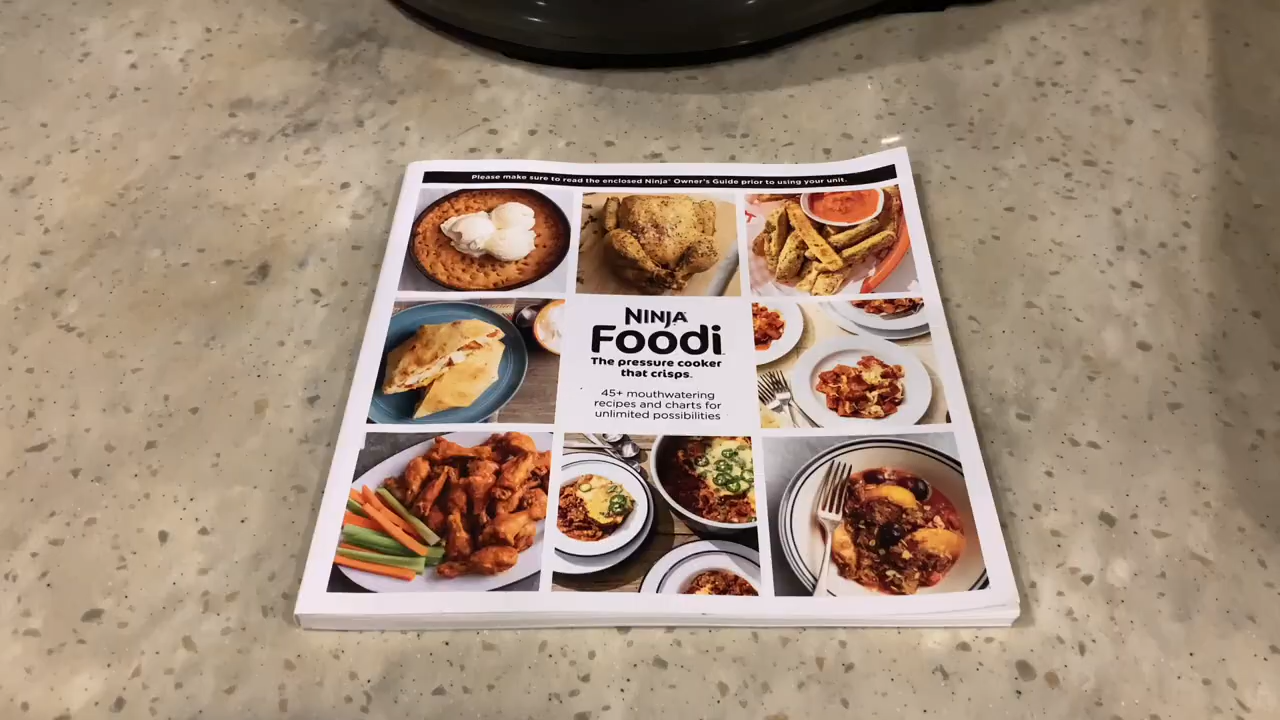 Please make sure to read the enclosed Ninja® Owner's Guide prior to using your unit.
NINJA®
Foodi™
The pressure cooker
that crisps.
45+ mouthwatering
recipes and charts for
unlimited possibilities